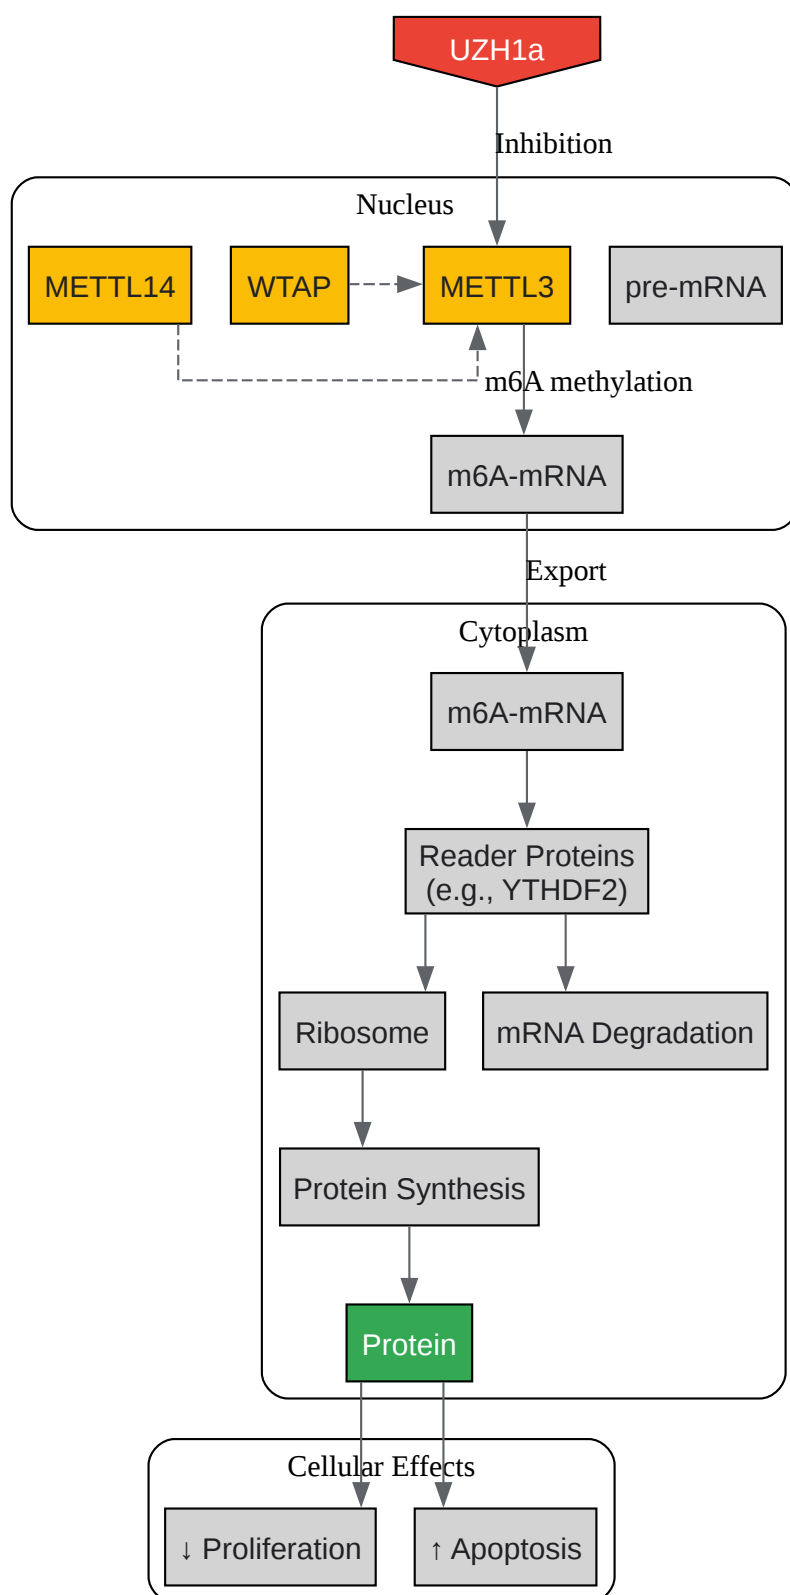 UZH1a
Inhibition
Nucleus
METTL14
WTAP
METTL3
pre-mRNA
m6A methylation
m6A-mRNA
Export
Cytoplasm
m6A-mRNA
Reader Proteins
(e.g., YTHDF2)
Ribosome
mRNA Degradation
Protein Synthesis
Protein
Cellular Effects
↓ Proliferation
↑ Apoptosis